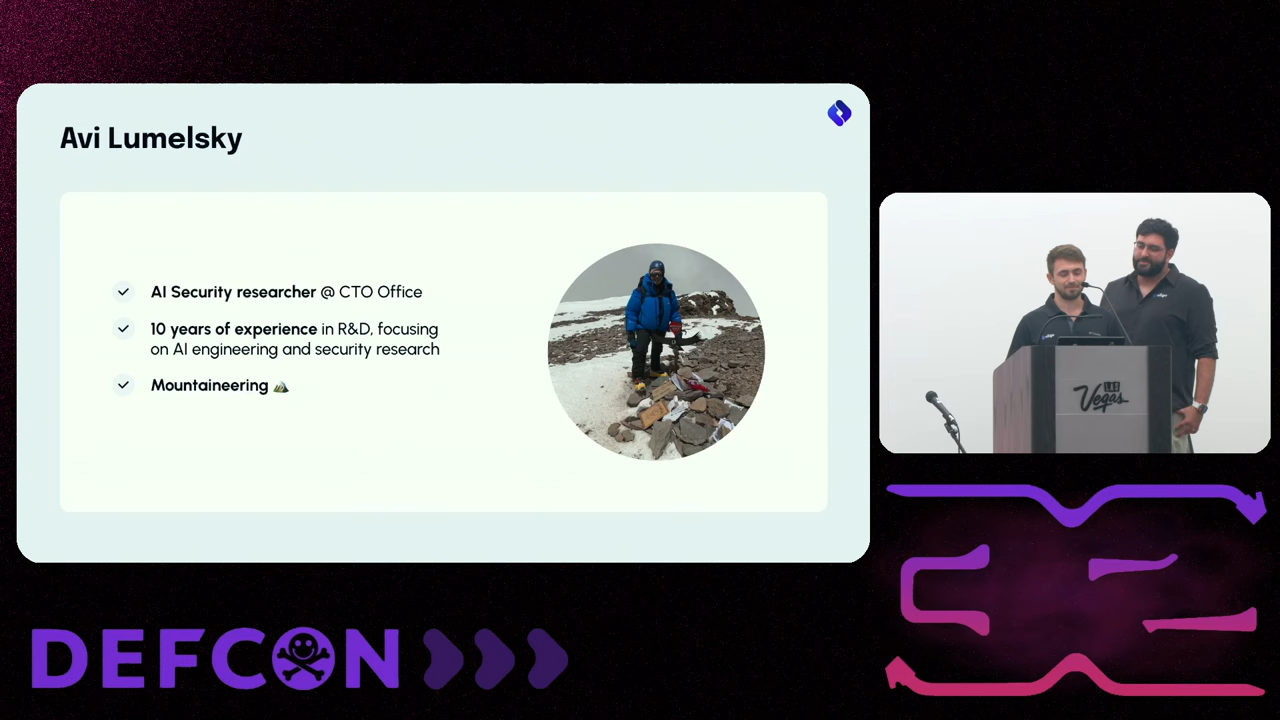 Avi Lumelsky
AI Security researcher @ CTO Office
10 years of experience in R&D, focusing
on AI engineering and security research
Mountaineering
LAS
Vegas
DEFCON